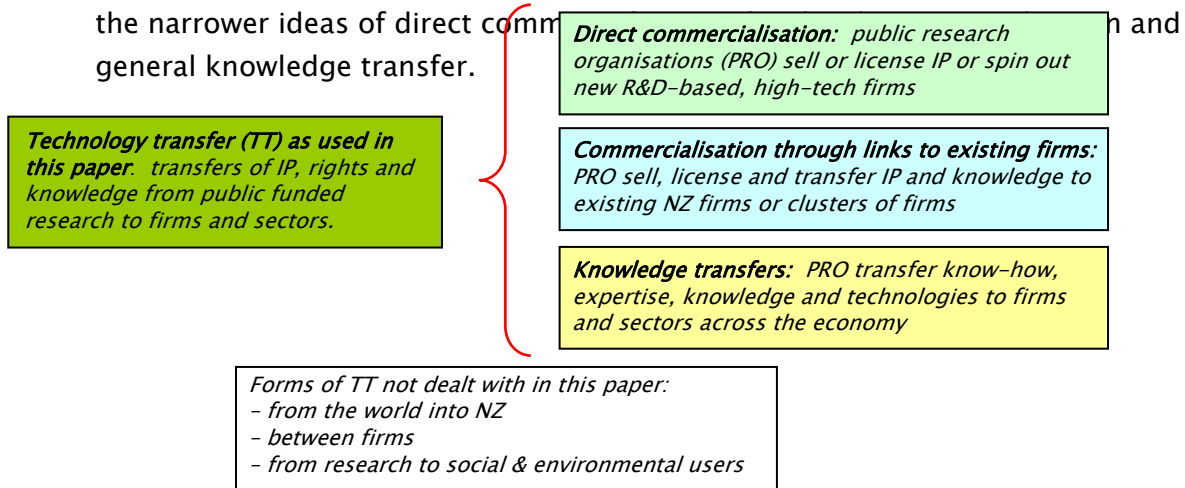 the narrower ideas of direct comm
n and
general knowledge transfer.
Direct commercialisation: public research
organisations (PRO) sell or license IP or spin out
new R&D-based, high-tech firms
Technology transfer (TT) as used in
this paper. transfers of IP, rights and
knowledge from public funded
research to firms and sectors.
Commercialisation through links to existing firms:
PRO sell, license and transfer IP and knowledge to
existing NZ firms or clusters of firms
Knowledge transfers: PRO transfer know-how,
expertise, knowledge and technologies to firms
and sectors across the economy
Forms of TT not dealt with in this paper:
- from the world into NZ
- between firms
- from research to social & environmental users